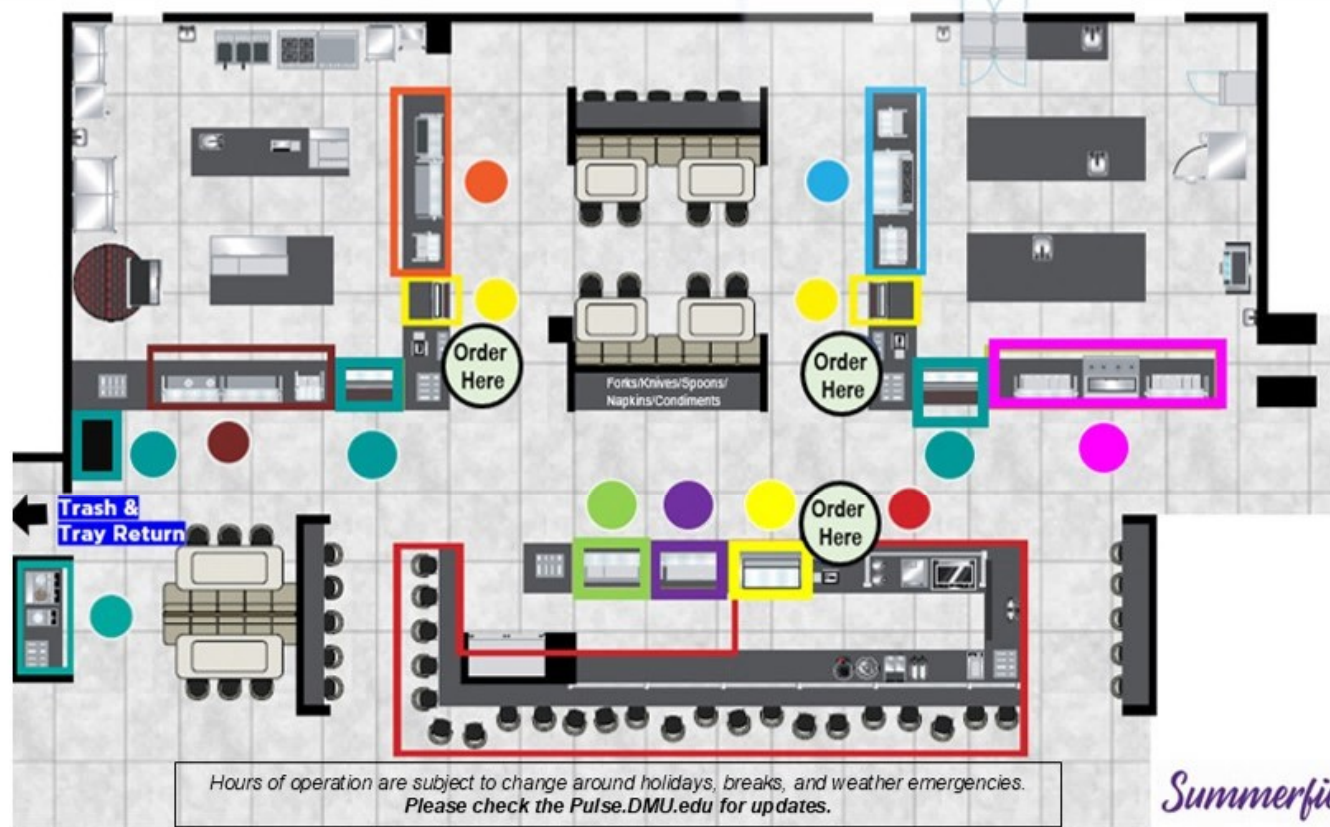 Order
Here
Order
Here
Forks/Knives/Spoons/
Napkins/Condiments
Trash &
Tray Return
Order
Here
Hours of operation are subject to change around holidays, breaks, and weather emergencies.
Please check the Pulse.DMU.edu for updates.
Summerfi